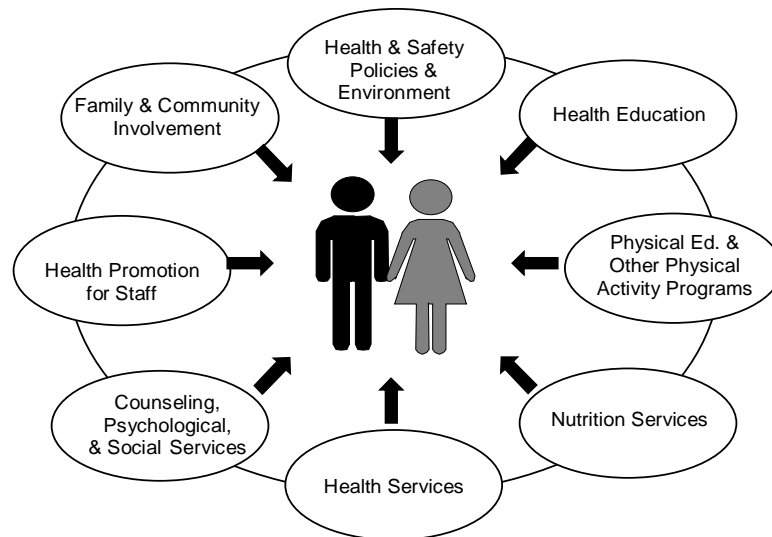 Health & Safety
Policies &
Environment
Health Education
Physical Ed. &
Other Physical
Activity Programs
Nutrition Services
Health Services
Counseling,
Psychological,
& Social Services
Health Promotion
for Staff
Family & Community
Involvement